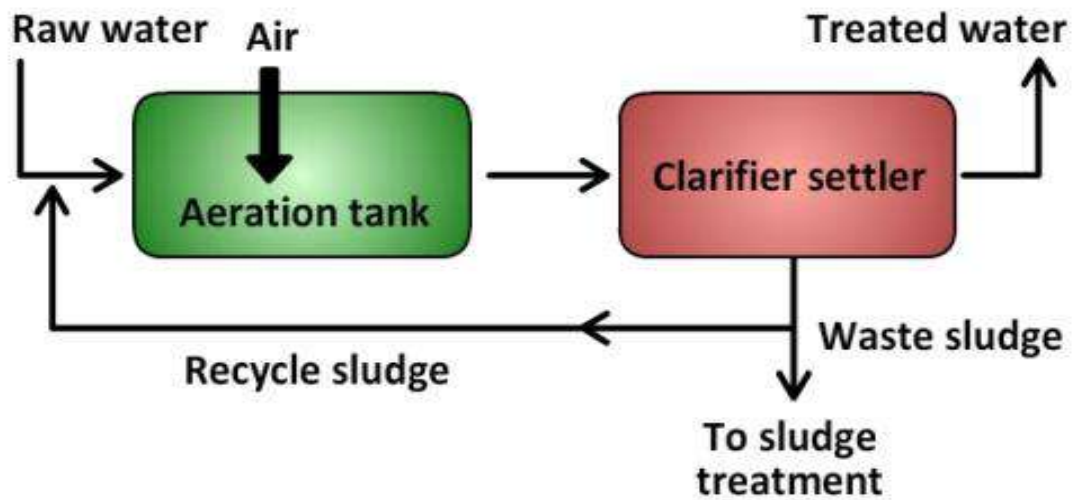 Raw water
Air
Treated water
Aeration tank
Clarifier settler
Recycle sludge
Waste sludge
To sludge
treatment